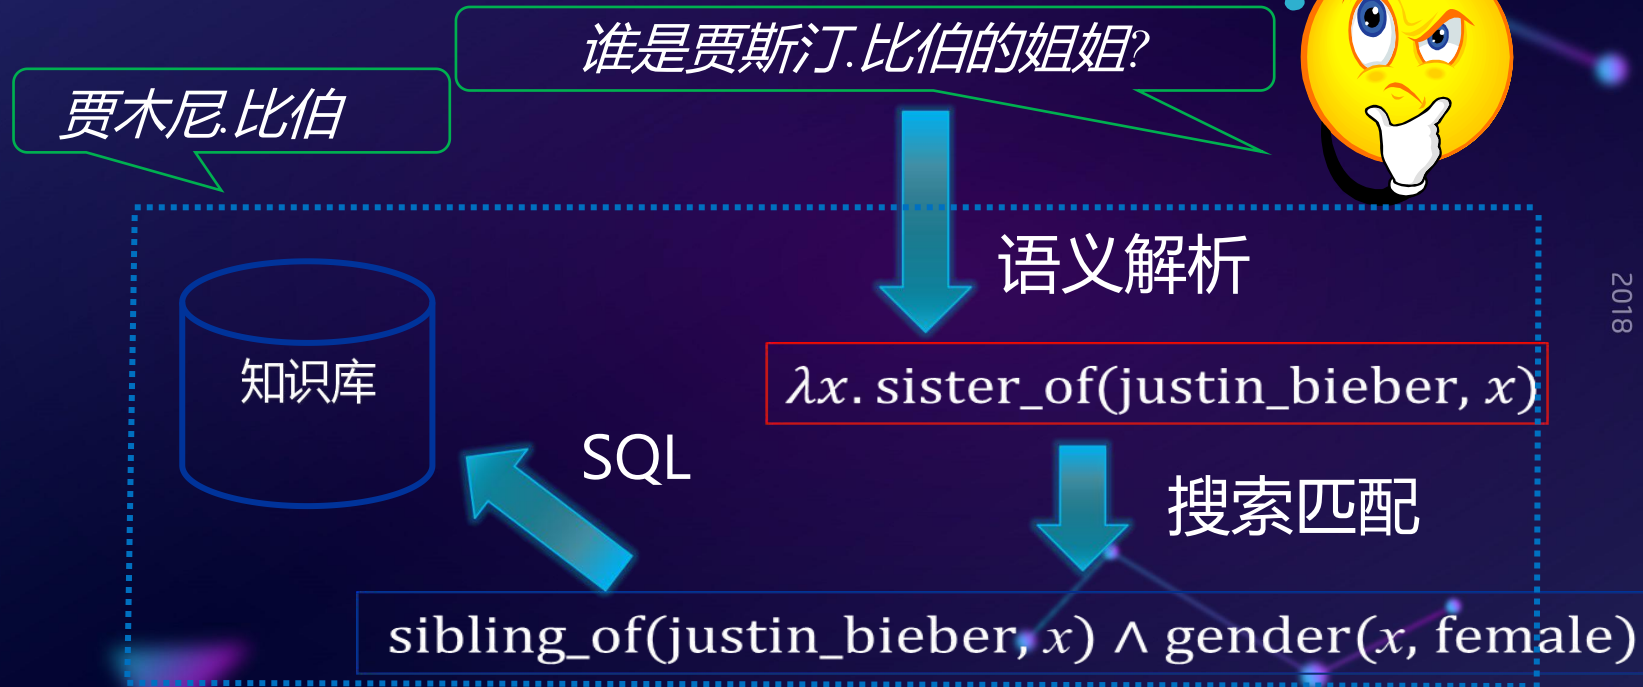 谁是贾斯汀.比伯的姐姐?
贾木尼.比伯
语义解析
知识库
λx. sister_of(justin_bieber, x)
SQL
搜索匹配
sibling_of(justin_bieber, x) ∧ gender(x, female)
2018